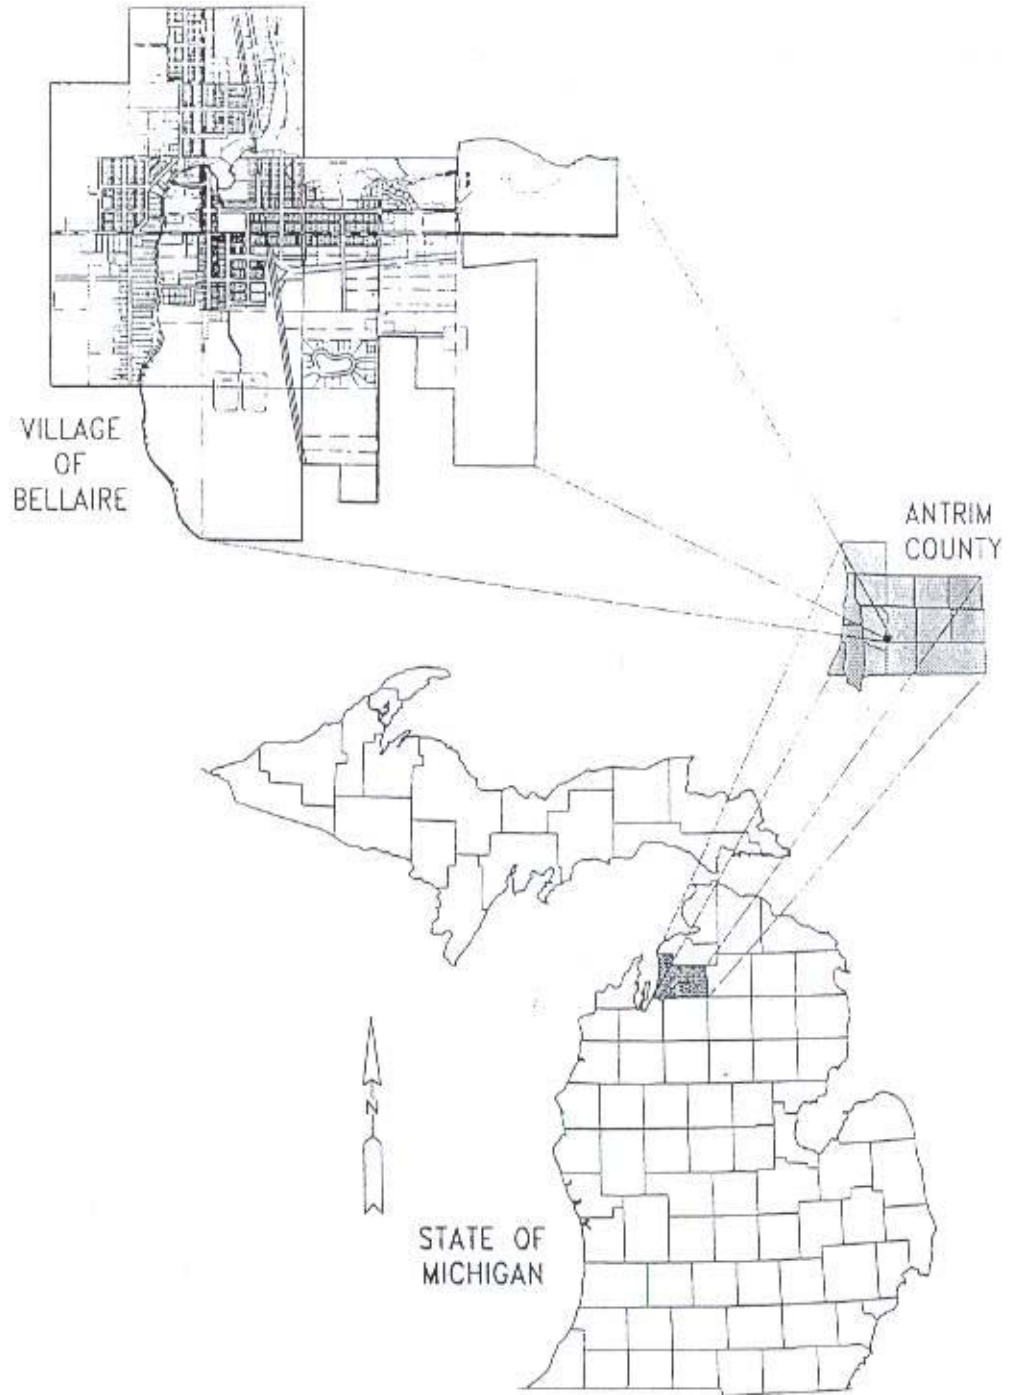 VILLAGE
OF
BELLAIRE
ANTRIM
COUNTY
N
STATE OF
MICHIGAN